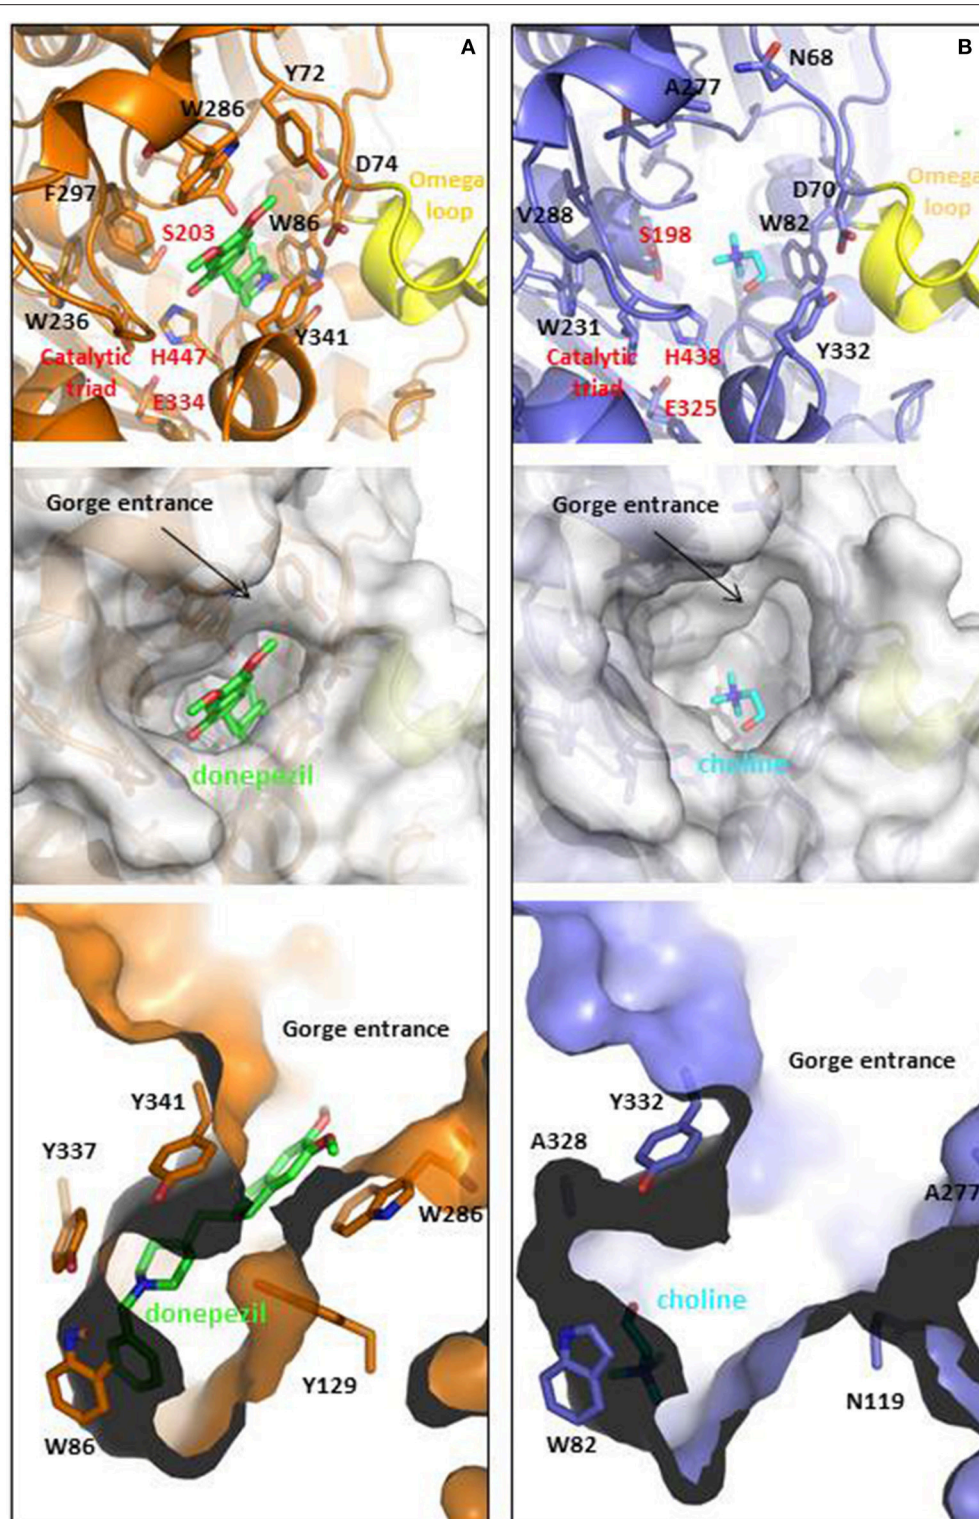 A
Y72
W286
D74
Omega
loop
F297
S203
W86
W236
Y341
Catalytic
triad
H447
E334
B
N68
A277
D70
Omega
loop
W82
V288
S198
W231
Y332
Catalytic
triad
H438
E325
Gorge entrance
donepezil
Gorge entrance
choline
Gorge entrance
Y341
Y337
W286
donepezil
Y129
W86
Gorge entrance
Y332
A328
A277
choline
N119
W82